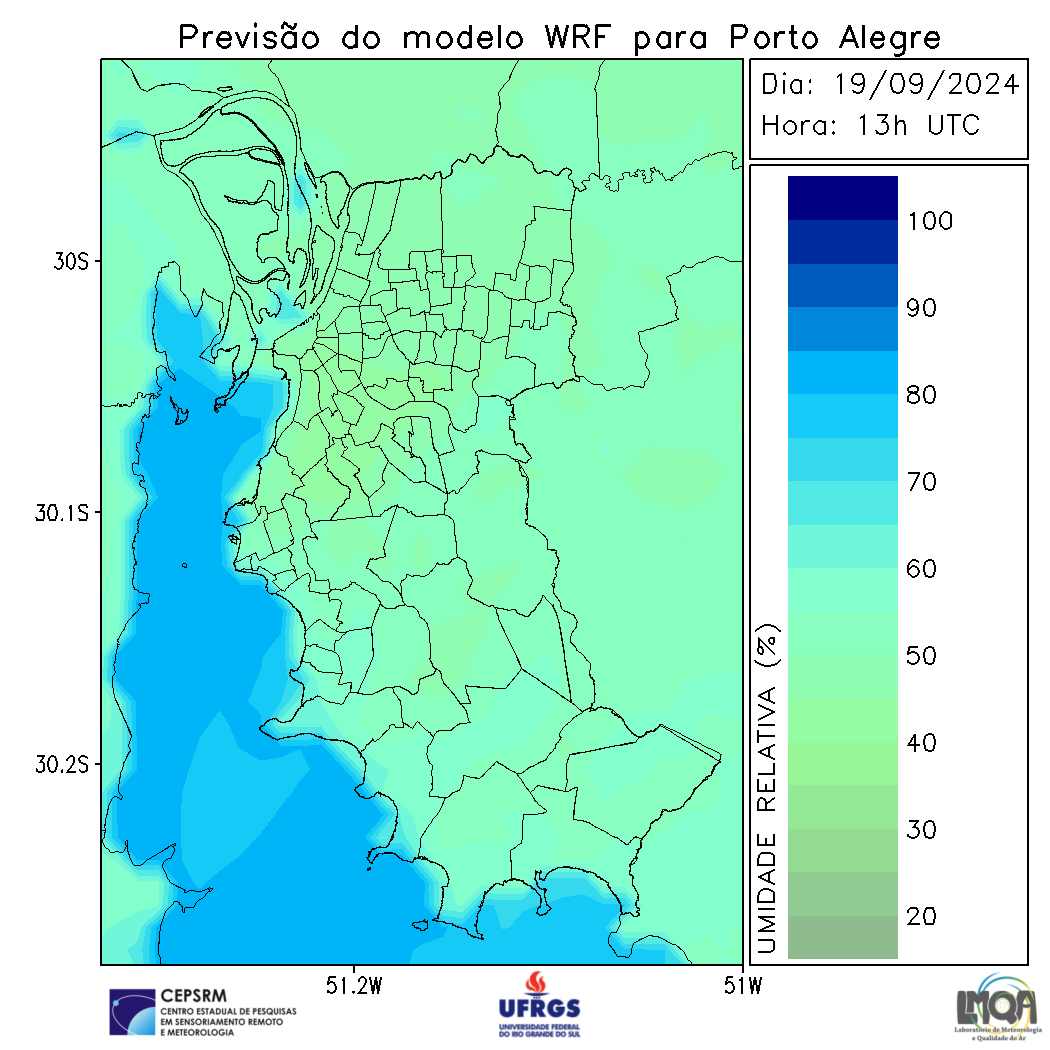 Previsão do modelo WRF para Porto Alegre
Dia: 19/09/2024
Hora: 13h UTC
30S
30.1S
30.2S
51.2W
51W
UMIDADE RELATIVA (%)
100
90
80
70
60
50
40
30
20
CEPSRM
CENTRO ESTADUAL DE PESQUISAS
EM SENSORIAMENTO REMOTO
E METEOROLOGIA
UFRGS
UNIVERSIDADE FEDERAL
DO RIO GRANDE DO SUL
LMQA
Laboratório de Meteorologia
e Qualidade do Ar